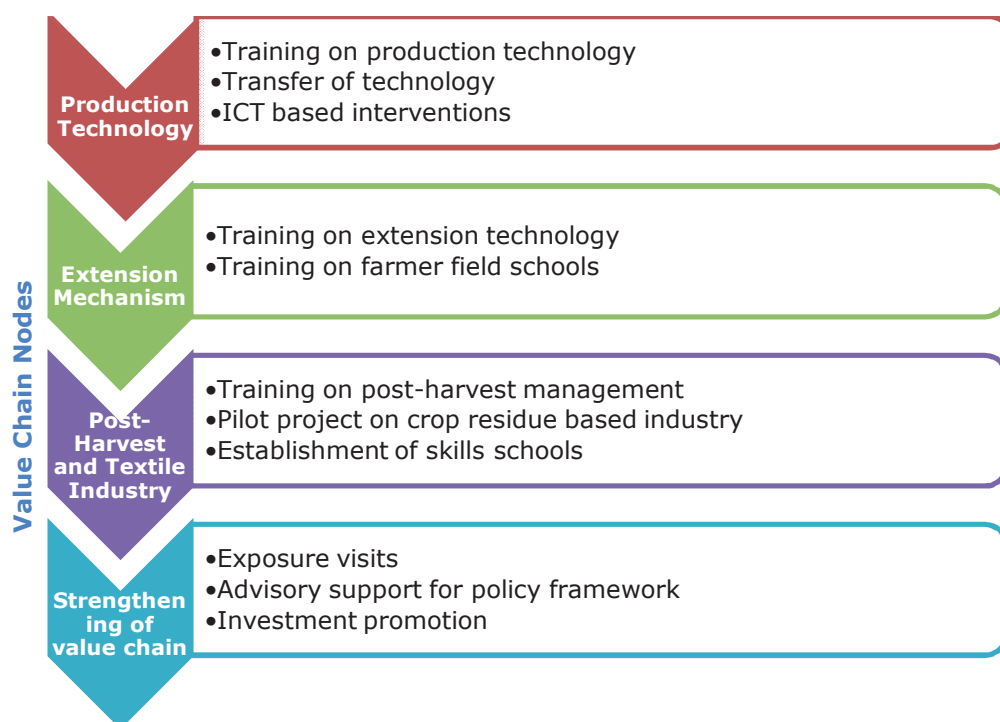 Value Chain Nodes
Production
Technology
•Training on production technology
•Transfer of technology
•ICT based interventions
Extension
Mechanism
•Training on extension technology
•Training on farmer field schools
Post-
Harvest
and Textile
Industry
•Training on post-harvest management
•Pilot project on crop residue based industry
•Establishment of skills schools
Strengthen
ing of
value chain
•Exposure visits
•Advisory support for policy framework
•Investment promotion